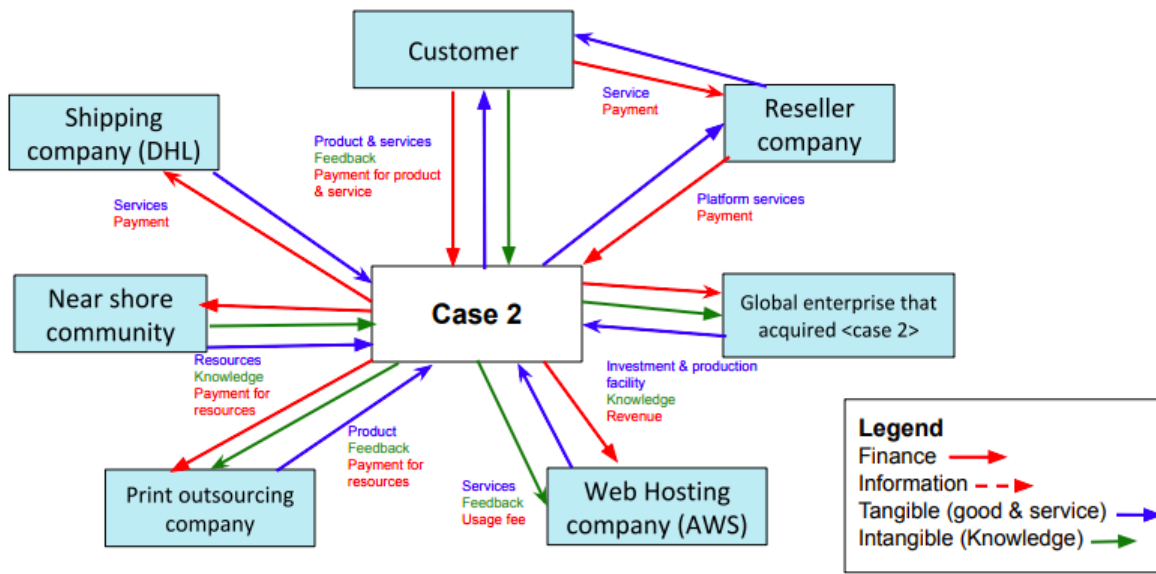 Customer
Service
Payment
Reseller
company
Shipping
company (DHL)
Product & services
Feedback
Payment for product
& service
Services
Payment
Platform services
Payment
Near shore
community
Case 2
Global enterprise that
acquired <case 2>
Resources
Knowledge
Payment for
resources
Investment & production
facility
Knowledge
Revenue
Product
Feedback
Payment for
resources
Print outsourcing
company
Services
Feedback
Usage fee
Web Hosting
company (AWS)
Legend
Finance
Information
Tangible (good & service)
Intangible (Knowledge)